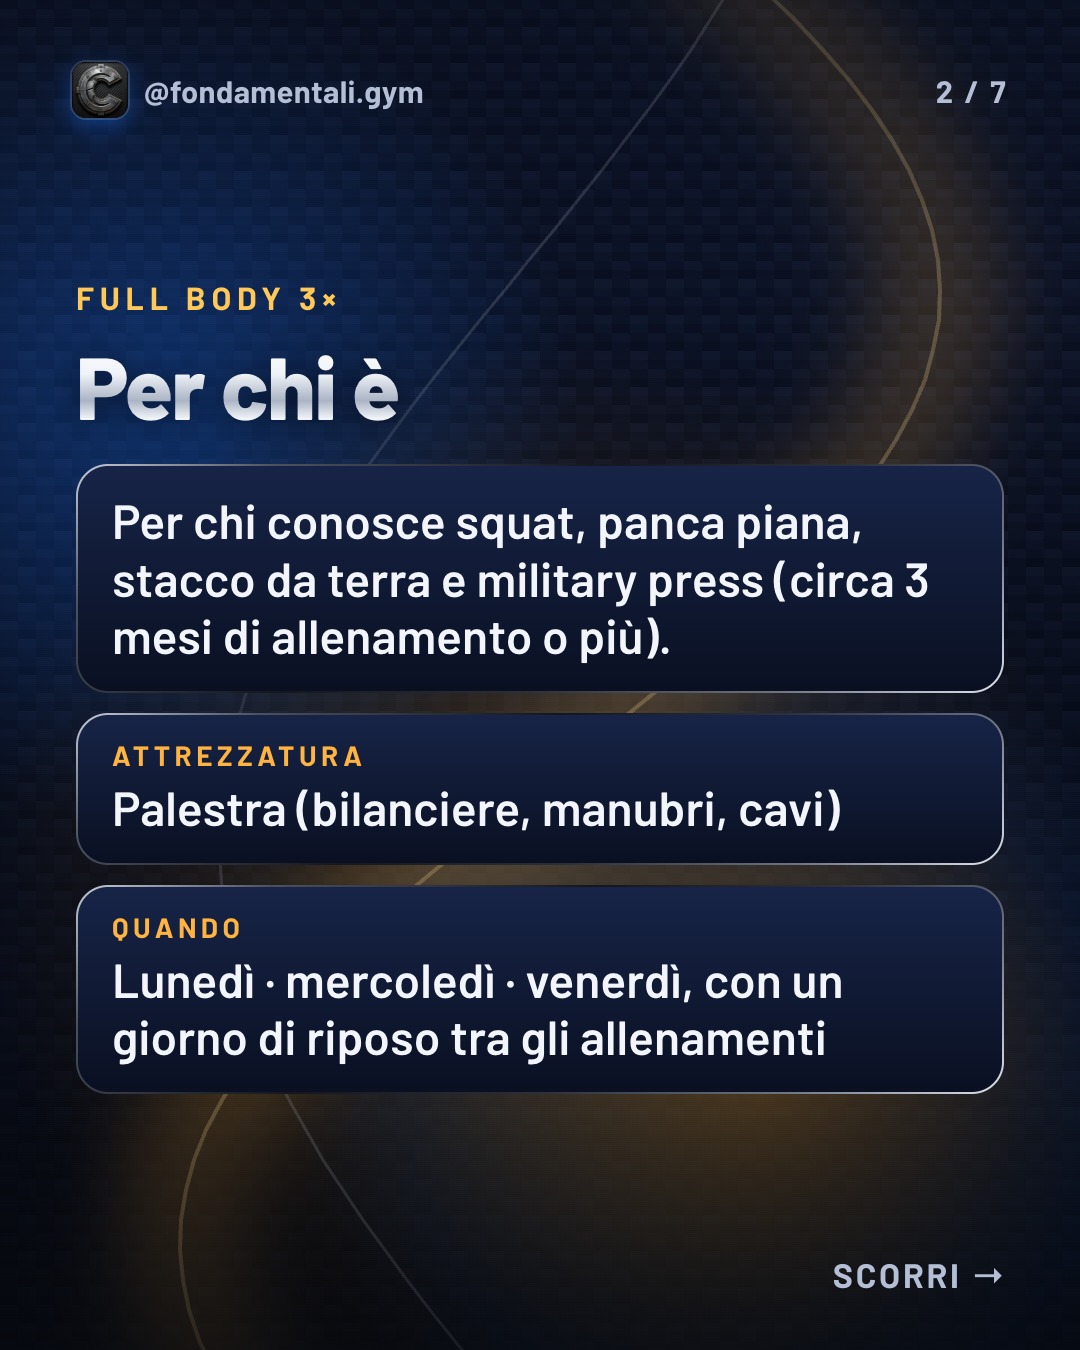 @fondamentali.gym
2 / 7
FULL BODY 3×
Per chi è
Per chi conosce squat, panca piana,
stacco da terra e military press (circa 3
mesi di allenamento o più).
ATTREZZATURA
Palestra (bilanciere, manubri, cavi)
QUANDO
Lunedì · mercoledì · venerdì, con un
giorno di riposo tra gli allenamenti
SCORRI →